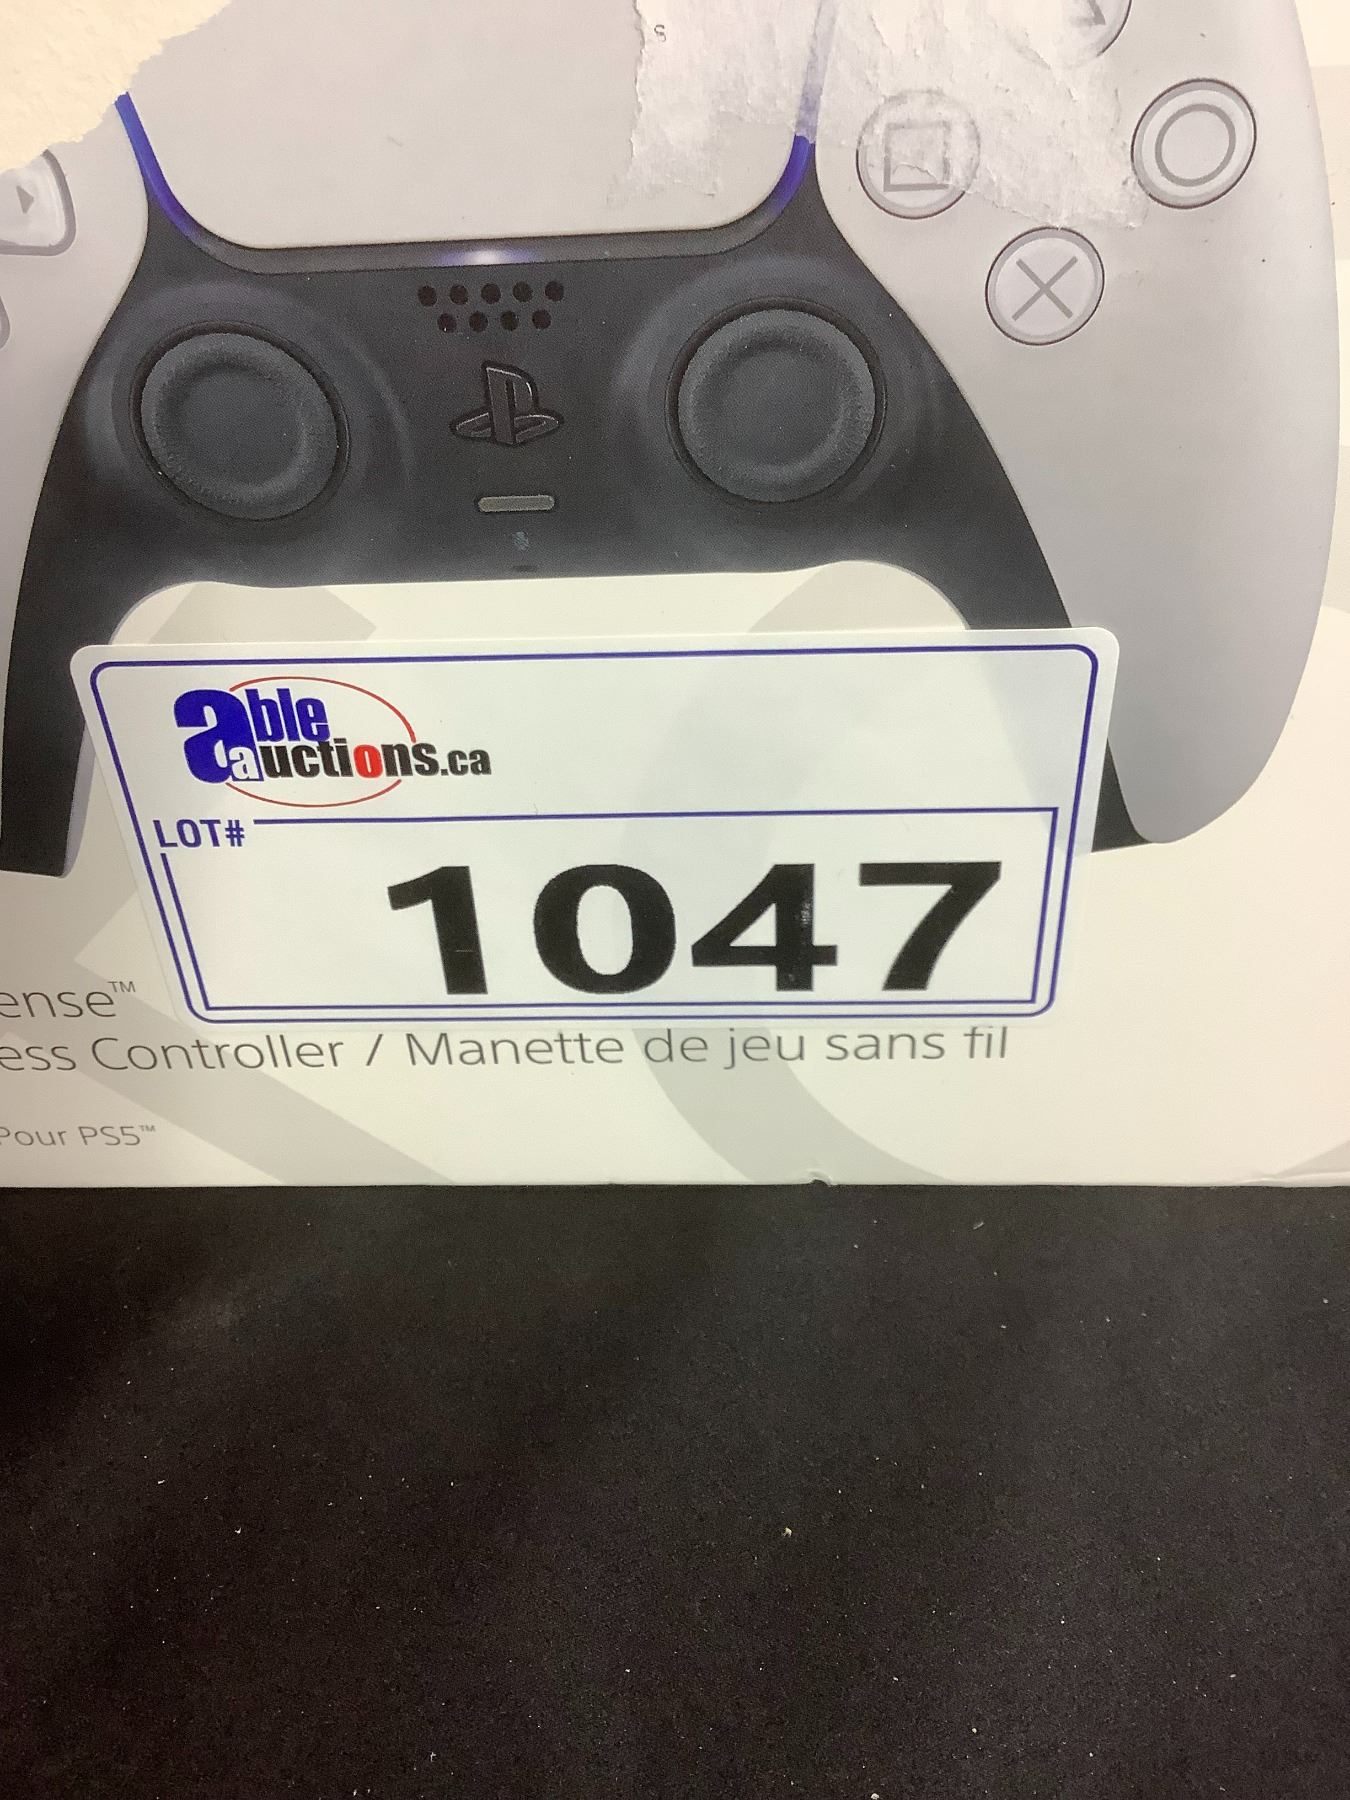 s
able
auctions.ca
LOT#
1047
ense™
ess Controller / Manette de jeu sans fil
Pour PS5™